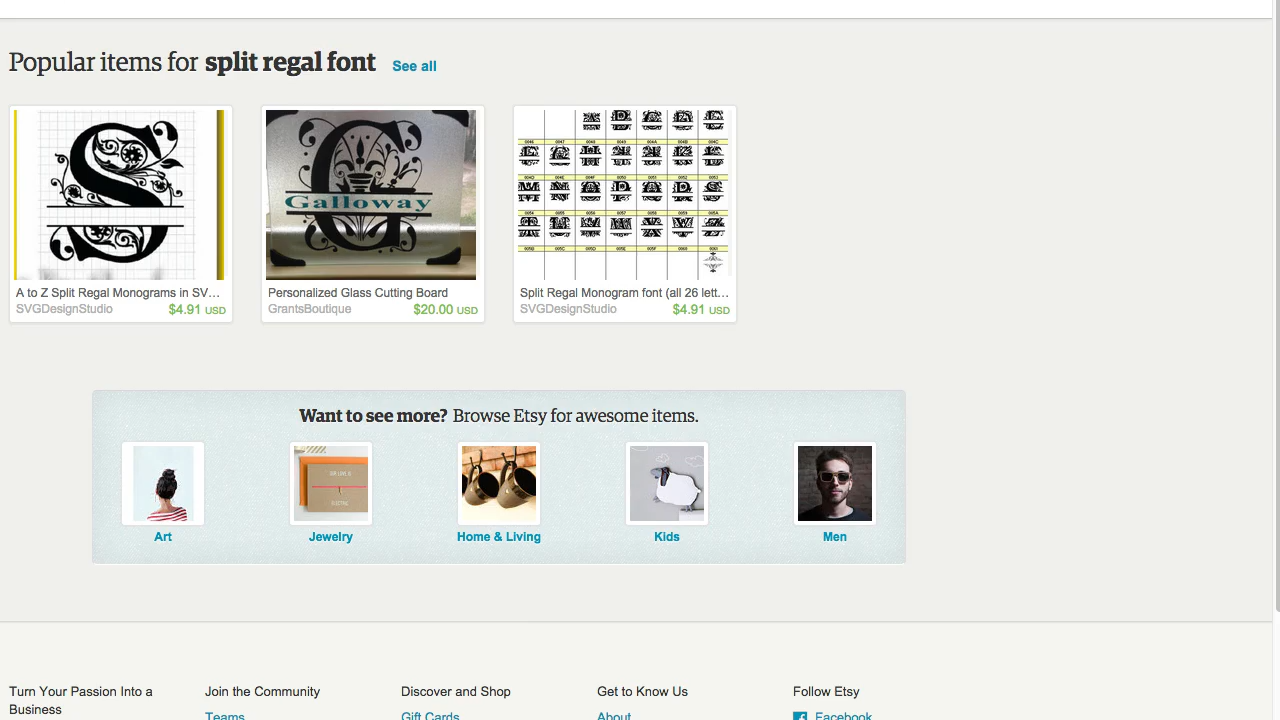 Popular items for split regal font See all
Galloway
A to Z Split Regal Monograms in SV...
SVGDesignStudio $4.91 USD
Personalized Glass Cutting Board
GrantsBoutique $20.00 USD
Split Regal Monogram font (all 26 lett...
SVGDesignStudio $4.91 USD
Want to see more? Browse Etsy for awesome items.
Art
Jewelry
Home & Living
Kids
Men
Turn Your Passion Into a
Business
Join the Community
Teams
Discover and Shop
Gift Cards
Get to Know Us
About
Follow Etsy
Facebook